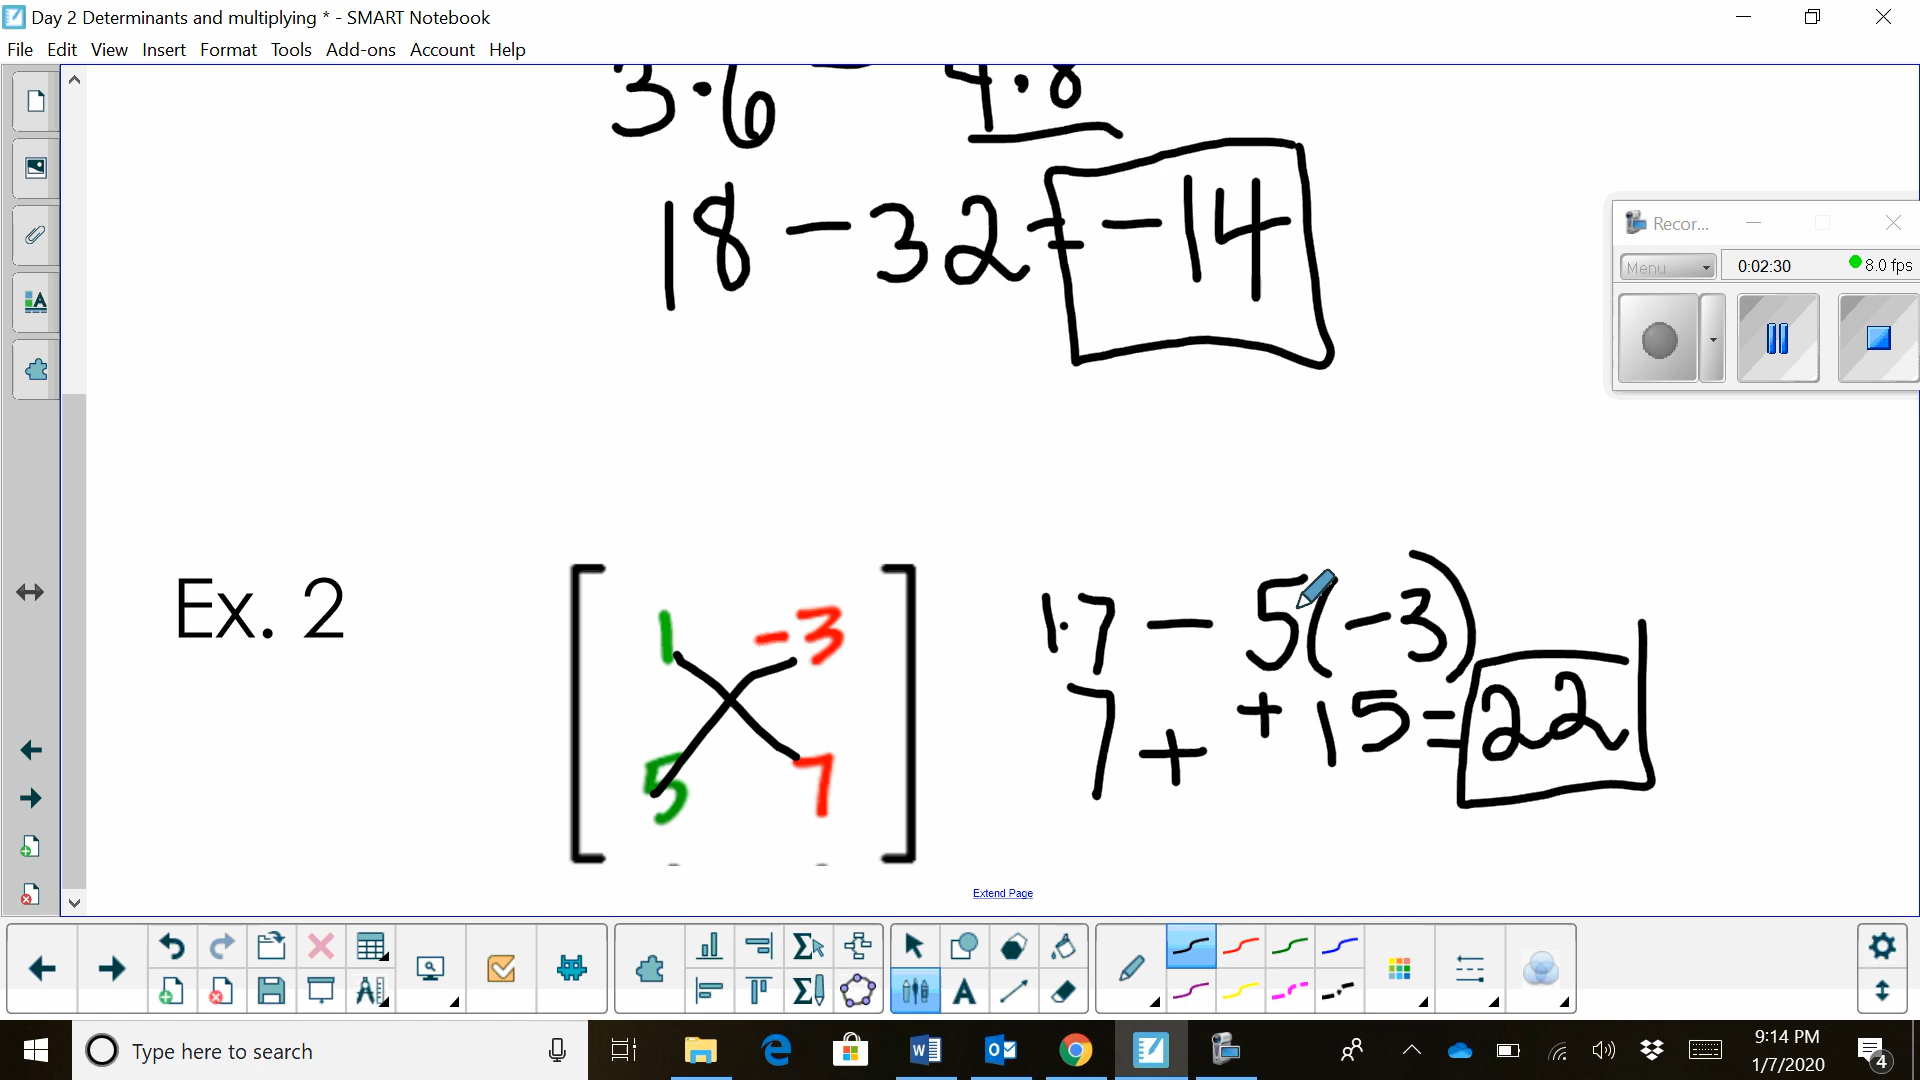 Day 2 Determinants and multiplying * - SMART Notebook
File Edit View Insert Format Tools Add-ons Account Help
3·6 - 4·8
18 - 32 = -14
Recor...
Menu 0:02:30 8.0 fps
Ex. 2
1 -3
5 7
1·7 - 5(-3)
7 + +15 = 22
Extend Page
Type here to search
9:14 PM
1/7/2020
4